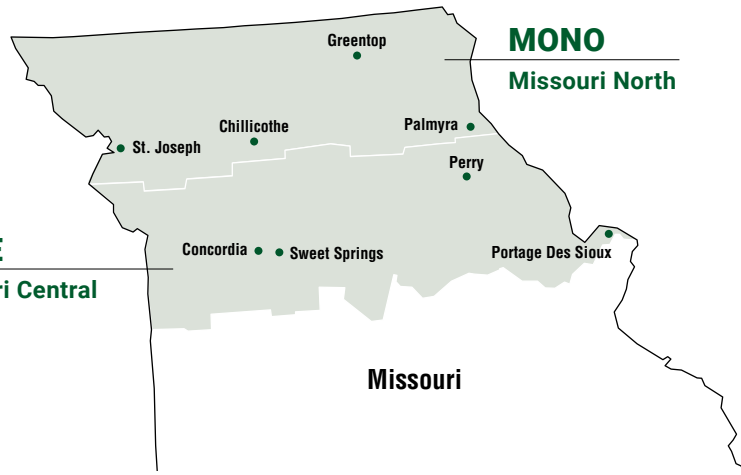 Greentop
MONO
Missouri North
Chillicothe
Palmyra
St. Joseph
Perry
Concordia
Sweet Springs
Portage Des Sioux
E
ri Central
Missouri